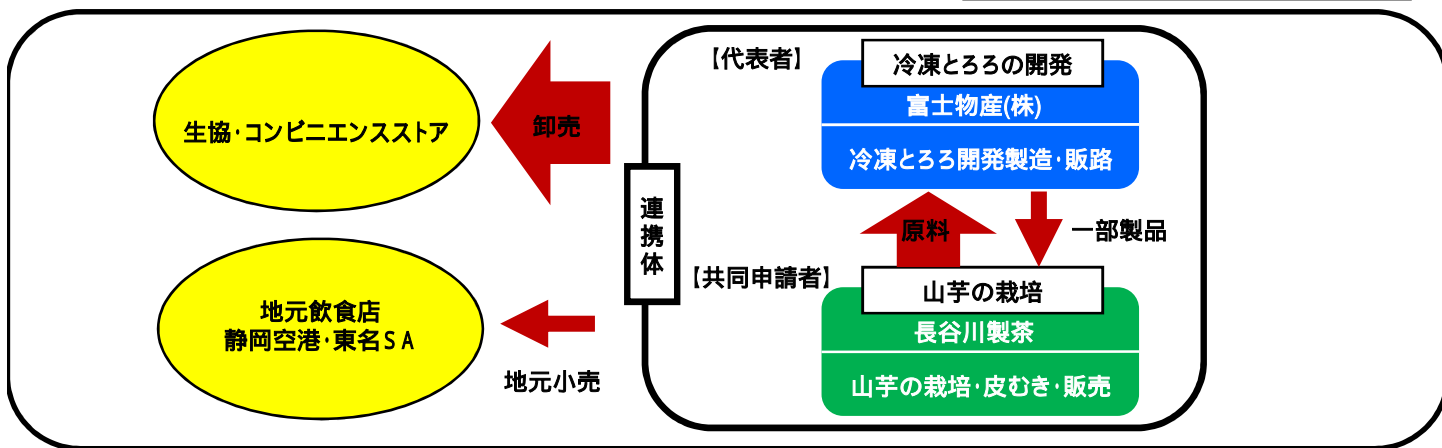 生協・コンビニエンスストア
卸売
地元飲食店
静岡空港・東名SA
地元小売
連携体
【代表者】
冷凍とろろの開発
富士物産(株)
冷凍とろろ開発製造・販路
原料
一部製品
【共同申請者】
山芋の栽培
長谷川製茶
山芋の栽培・皮むき・販売